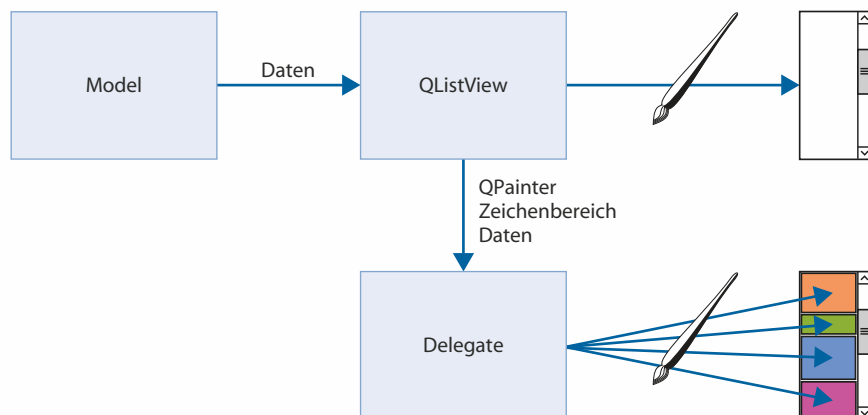 Model
Daten
QListView
QPainter
Zeichenbereich
Daten
Delegate